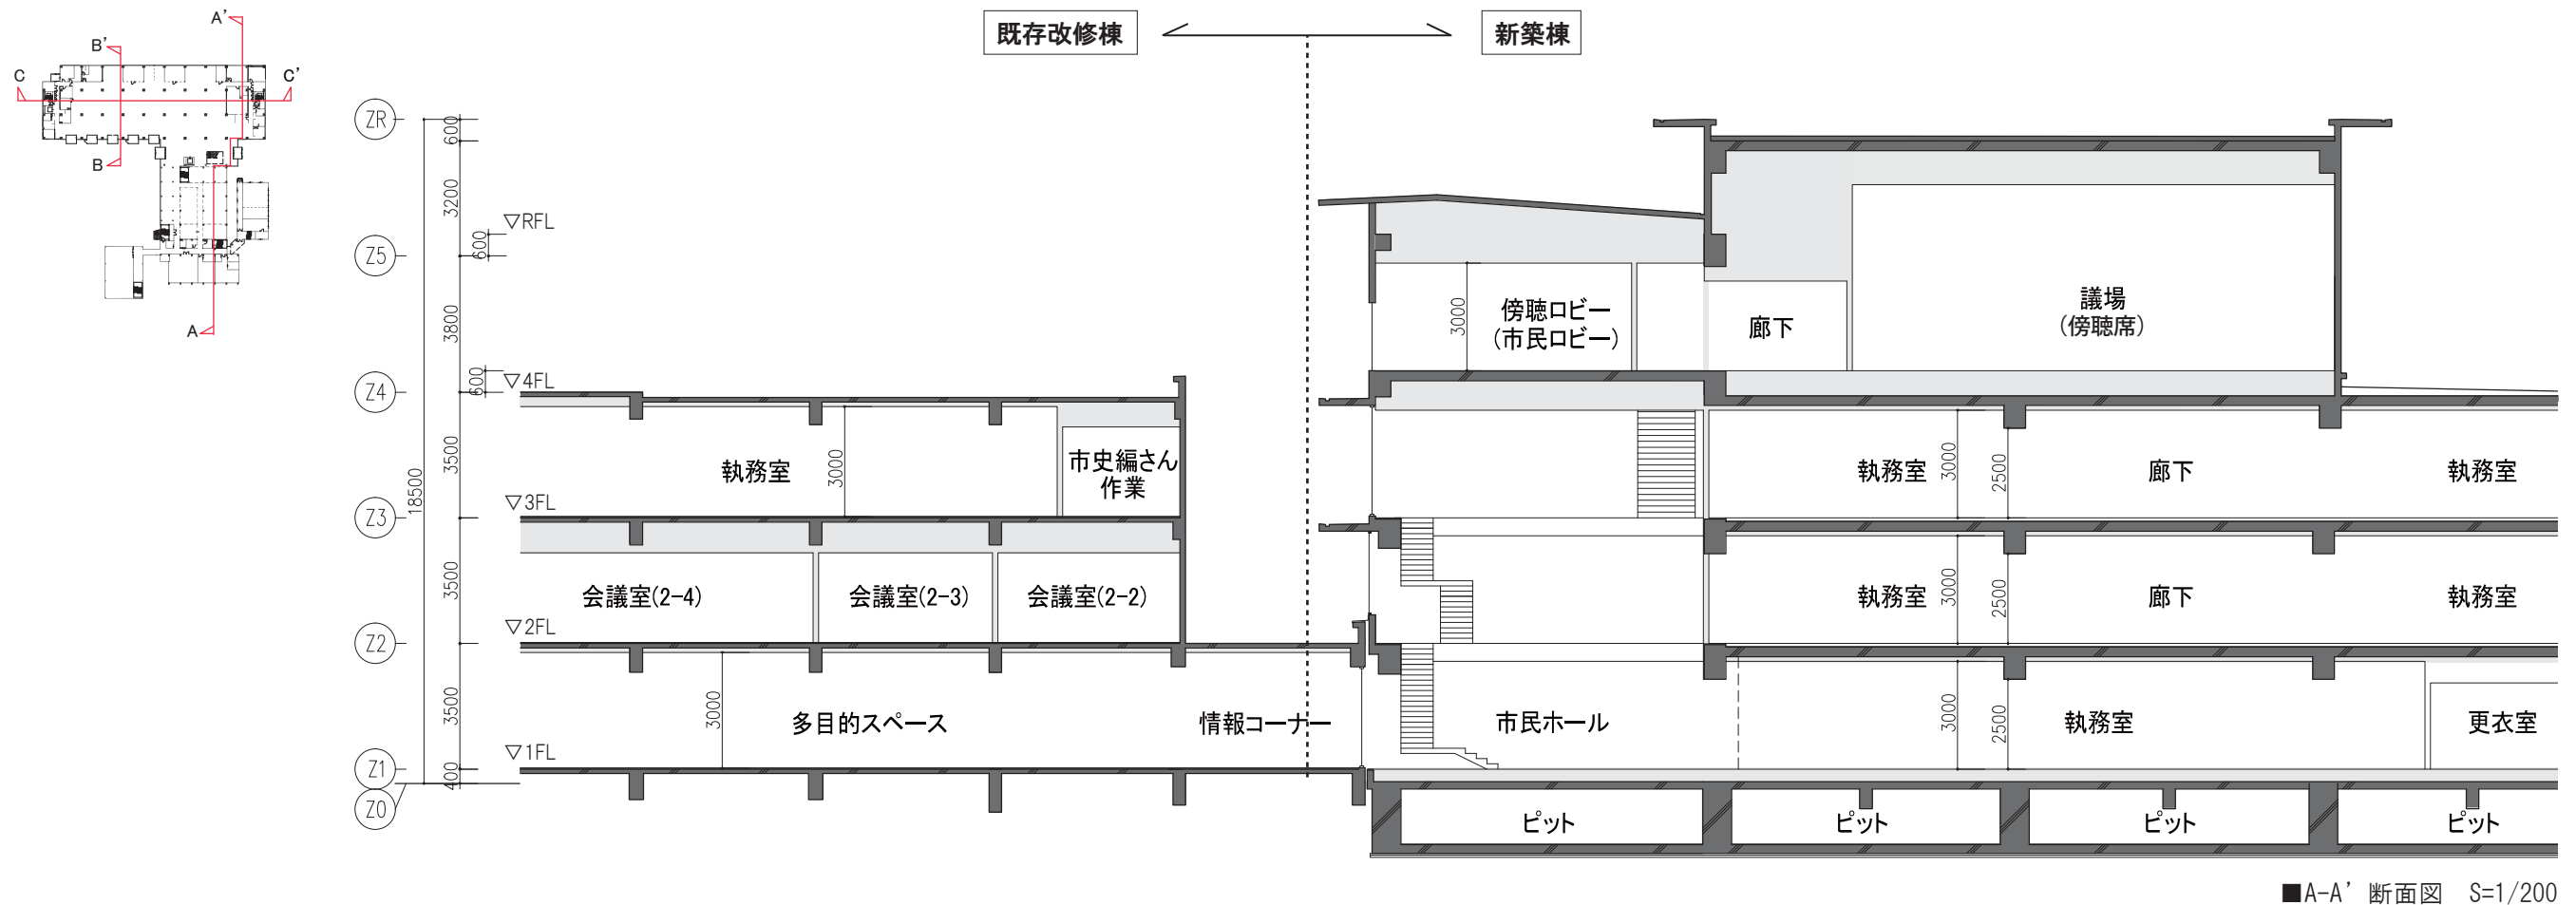 A'
B'
C
C'
B
A
既存改修棟
新築棟
ZR
600
3200
▽RFL
600
Z5
3800
3000
傍聴ロビー
(市民ロビー)
廊下
議場
(傍聴席)
600
▽4FL
Z4
3500
18500
執務室
3000
市史編さん
作業
執務室
3000
2500
廊下
執務室
▽3FL
Z3
3500
会議室(2-4)
会議室(2-3)
会議室(2-2)
執務室
3000
2500
廊下
執務室
▽2FL
Z2
3500
3000
多目的スペース
情報コーナー
市民ホール
3000
2500
執務室
更衣室
▽1FL
Z1
400
Z0
ピット
ピット
ピット
ピット
■A-A' 断面図 S=1/200